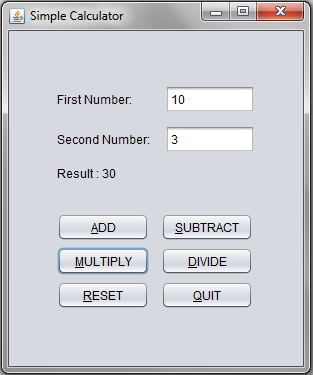 Simple Calculator
First Number: 10
Second Number: 3
Result : 30
ADD SUBTRACT
MULTIPLY DIVIDE
RESET QUIT